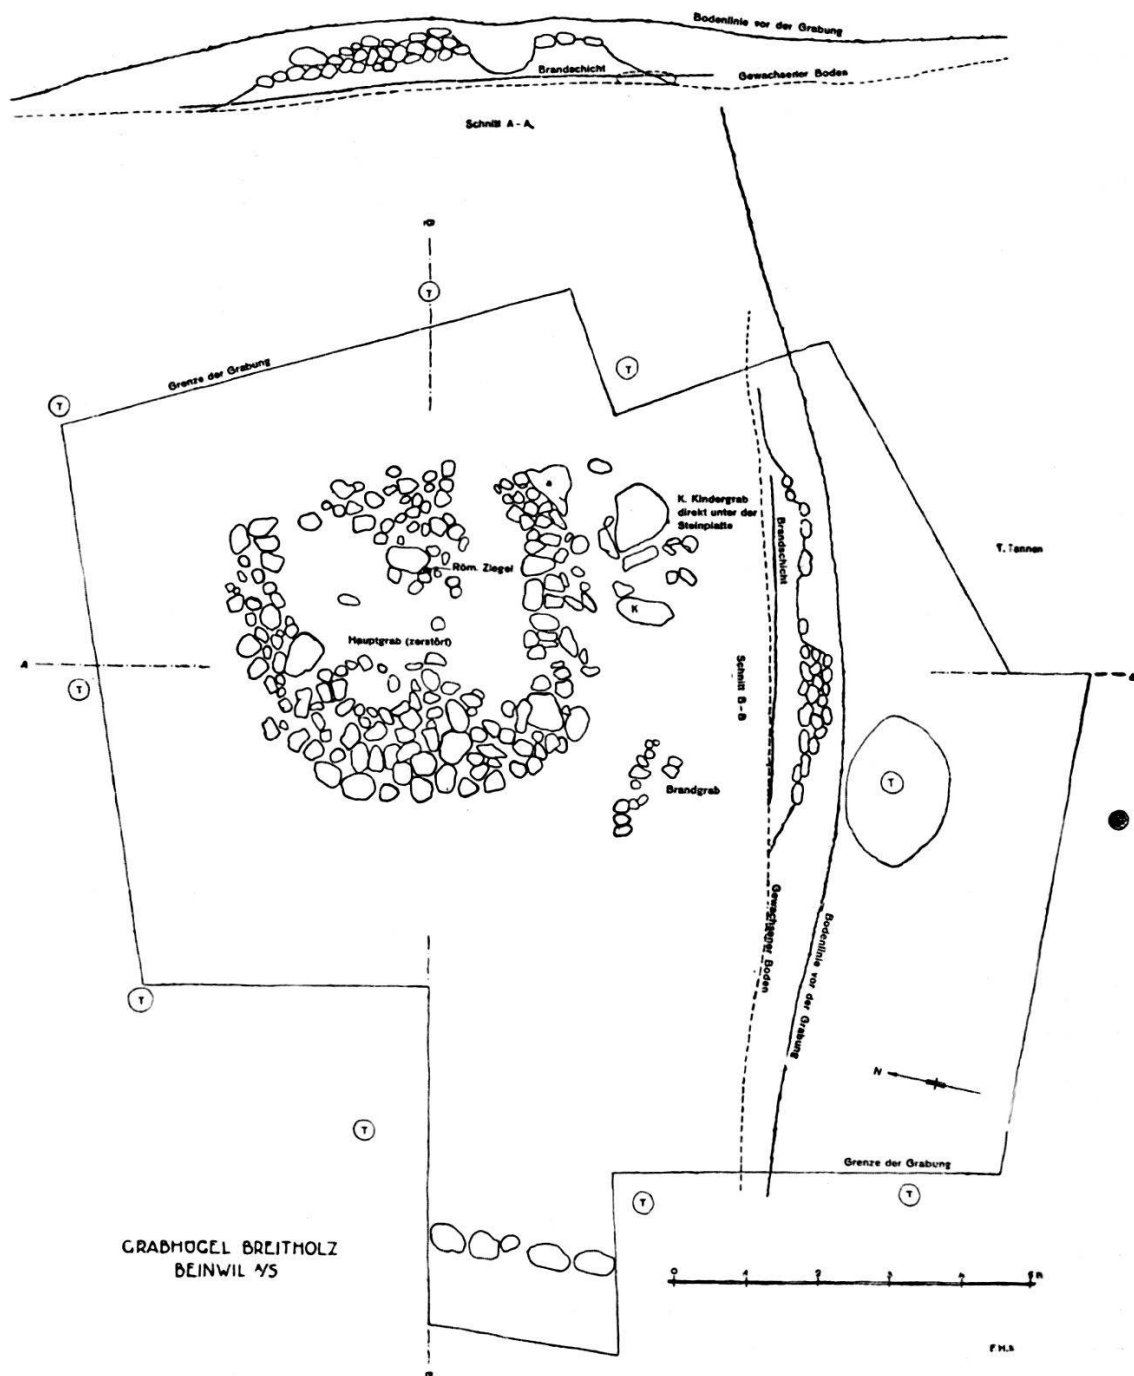 Bodenlinie vor der Grabung
Brandschicht
Gewachsener Boden
Schnitt A - A.
B
T
T
T
Grenze der Grabung
K. Kindergrab
direkt unter der
Steinplatte
Brandschicht
T. Tannen
Röm. Ziegel
K
Hauptgrab (zerstört)
A
T
Schnitt B - B
T
Brandgrab
Gewachsener Boden
Bodenlinie vor der Grabung
T
N
T
Grenze der Grabung
T
T
GRABHÜGEL BREITHOLZ
BEINWIL A/S
0 1 2 3 4 5 m
B